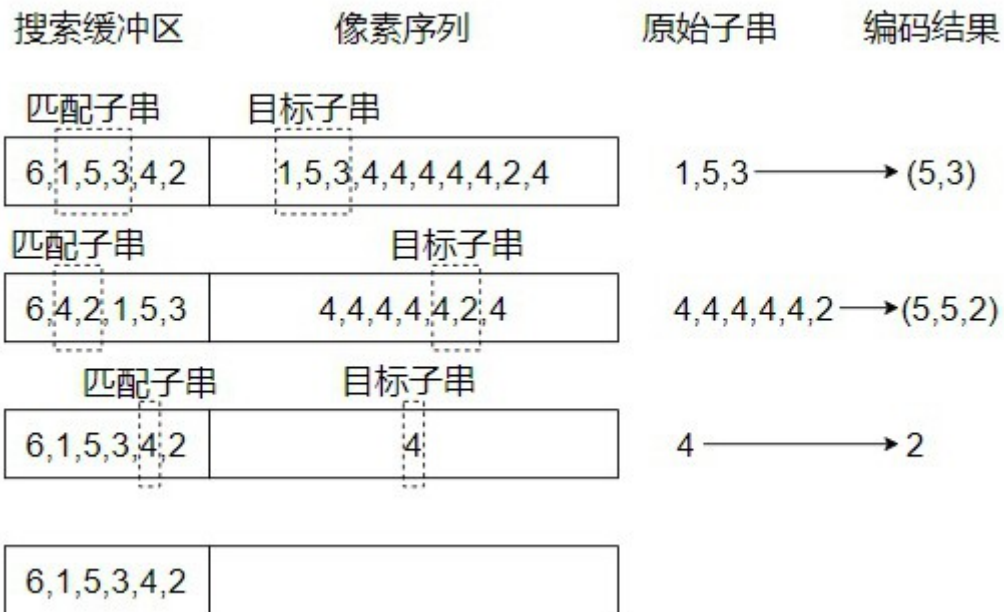 搜索缓冲区 像素序列 原始子串 编码结果
匹配子串 目标子串
6,1,5,3,4,2 1,5,3,4,4,4,4,4,2,4 1,5,3 (5,3)
匹配子串 目标子串
6,4,2,1,5,3 4,4,4,4,4,2,4 4,4,4,4,4,2 (5,5,2)
匹配子串 目标子串
6,1,5,3,4,2 4 4 2
6,1,5,3,4,2